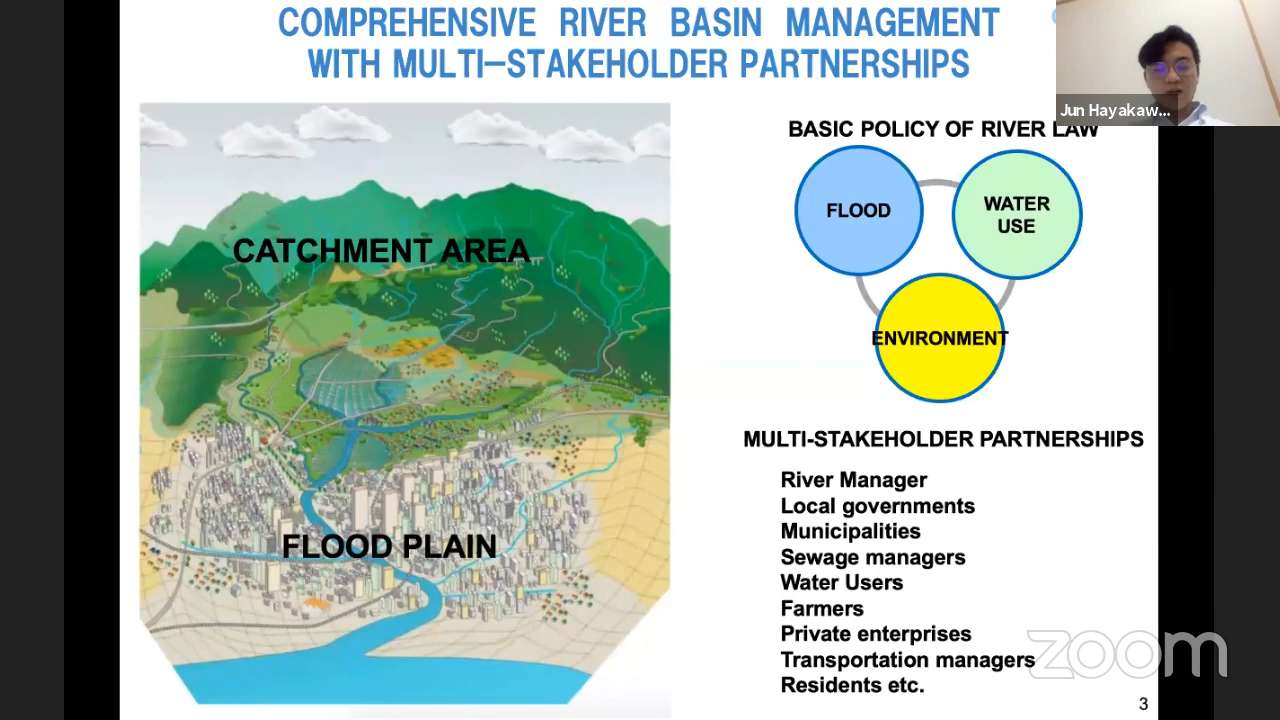 COMPREHENSIVE RIVER BASIN MANAGEMENT
WITH MULTI-STAKEHOLDER PARTNERSHIPS
Jun Hayakaw...
CATCHMENT AREA
FLOOD PLAIN
BASIC POLICY OF RIVER LAW
FLOOD
WATER
USE
ENVIRONMENT
MULTI-STAKEHOLDER PARTNERSHIPS
River Manager
Local governments
Municipalities
Sewage managers
Water Users
Farmers
Private enterprises
Transportation managers
Residents etc.
zoom
3